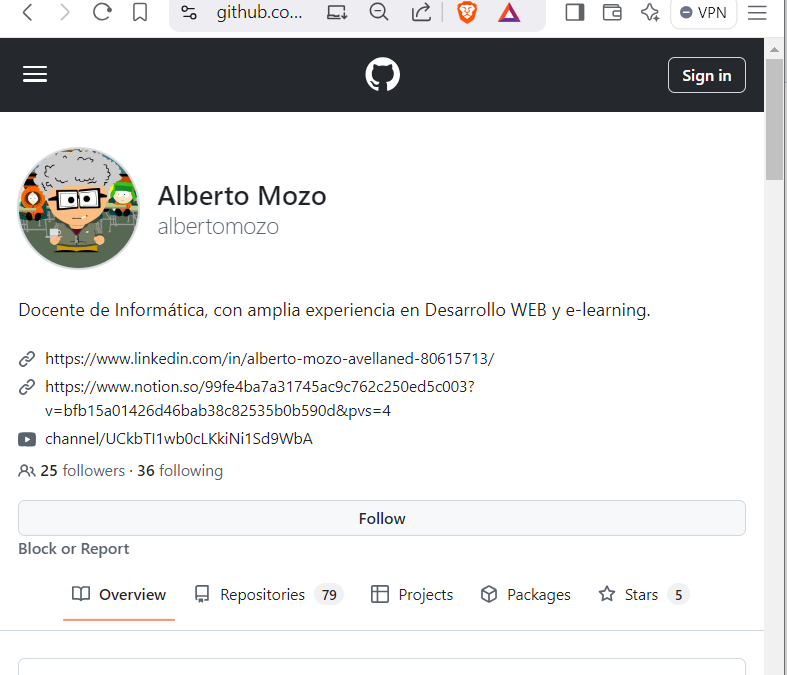 github.co...
VPN
Sign in
Alberto Mozo
albertomozo
Docente de Informática, con amplia experiencia en Desarrollo WEB y e-learning.
https://www.linkedin.com/in/alberto-mozo-avellaned-80615713/
https://www.notion.so/99fe4ba7a31745ac9c762c250ed5c003?
v=bfb15a01426d46bab38c82535b0b590d&pvs=4
channel/UCkbTI1wb0cLKkiNi1Sd9WbA
25 followers · 36 following
Follow
Block or Report
Overview Repositories 79 Projects Packages Stars 5